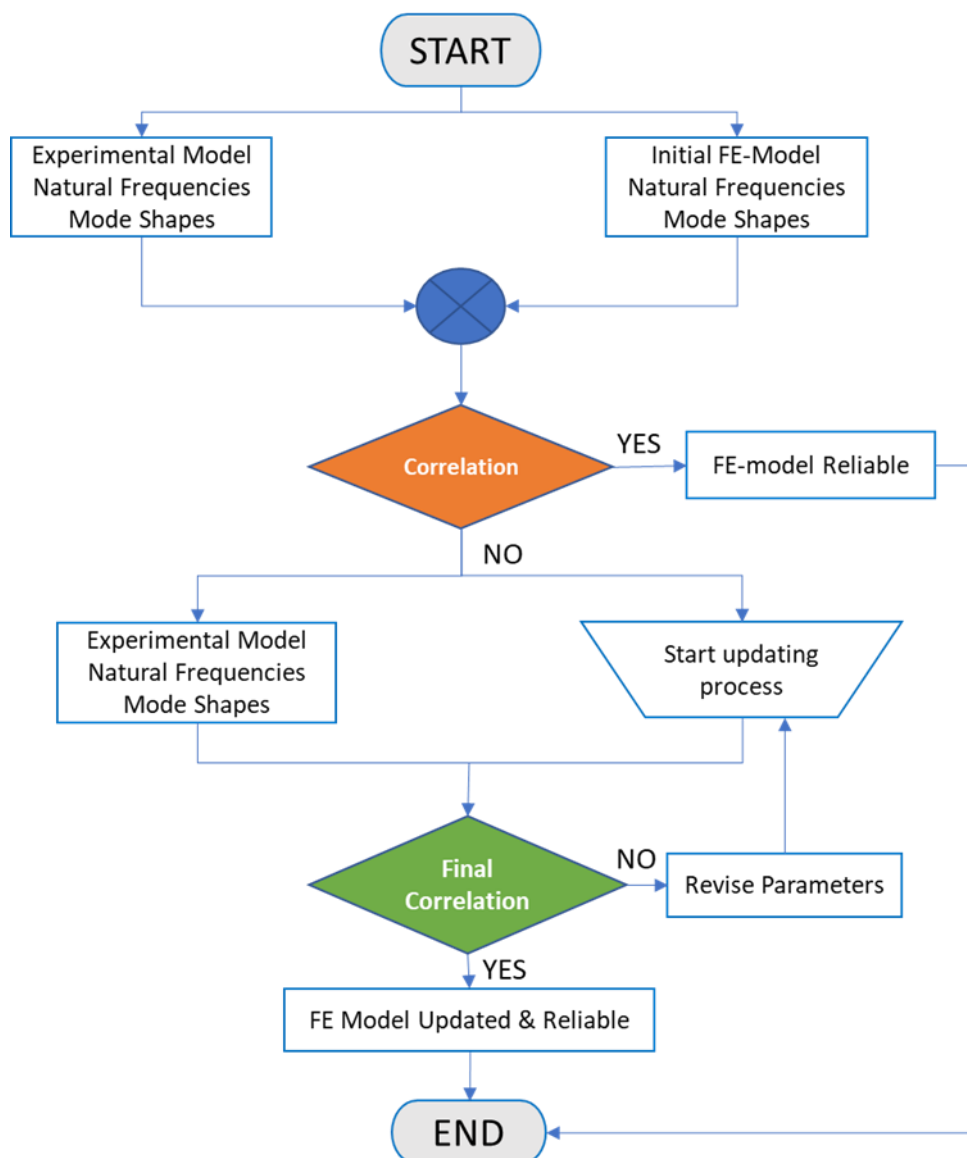 START
Experimental Model
Natural Frequencies
Mode Shapes
Initial FE-Model
Natural Frequencies
Mode Shapes
Correlation
YES
FE-model Reliable
NO
Experimental Model
Natural Frequencies
Mode Shapes
Start updating
process
Final
Correlation
NO
Revise Parameters
YES
FE Model Updated & Reliable
END